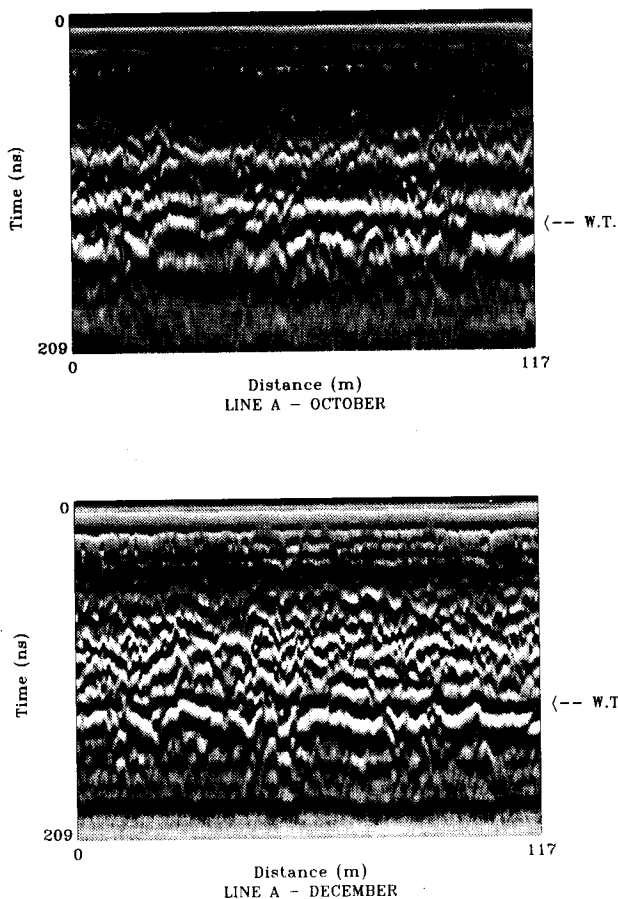 0
Time (ns)
<-- W.T.
209
0
117
Distance (m)
LINE A - OCTOBER
0
Time (ns)
<-- W.T
209
0
117
Distance (m)
LINE A - DECEMBER